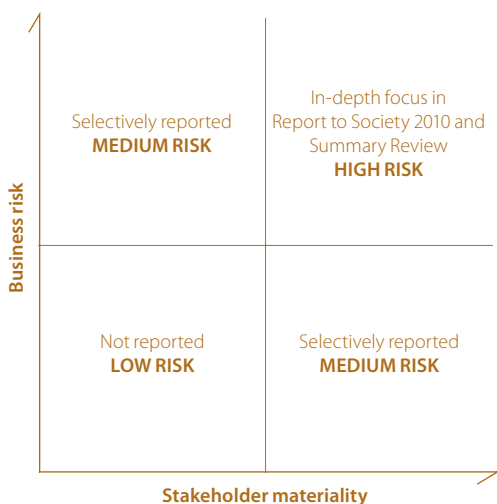 Business risk
Selectively reported
MEDIUM RISK
In-depth focus in
Report to Society 2010 and
Summary Review
HIGH RISK
Not reported
LOW RISK
Selectively reported
MEDIUM RISK
Stakeholder materiality